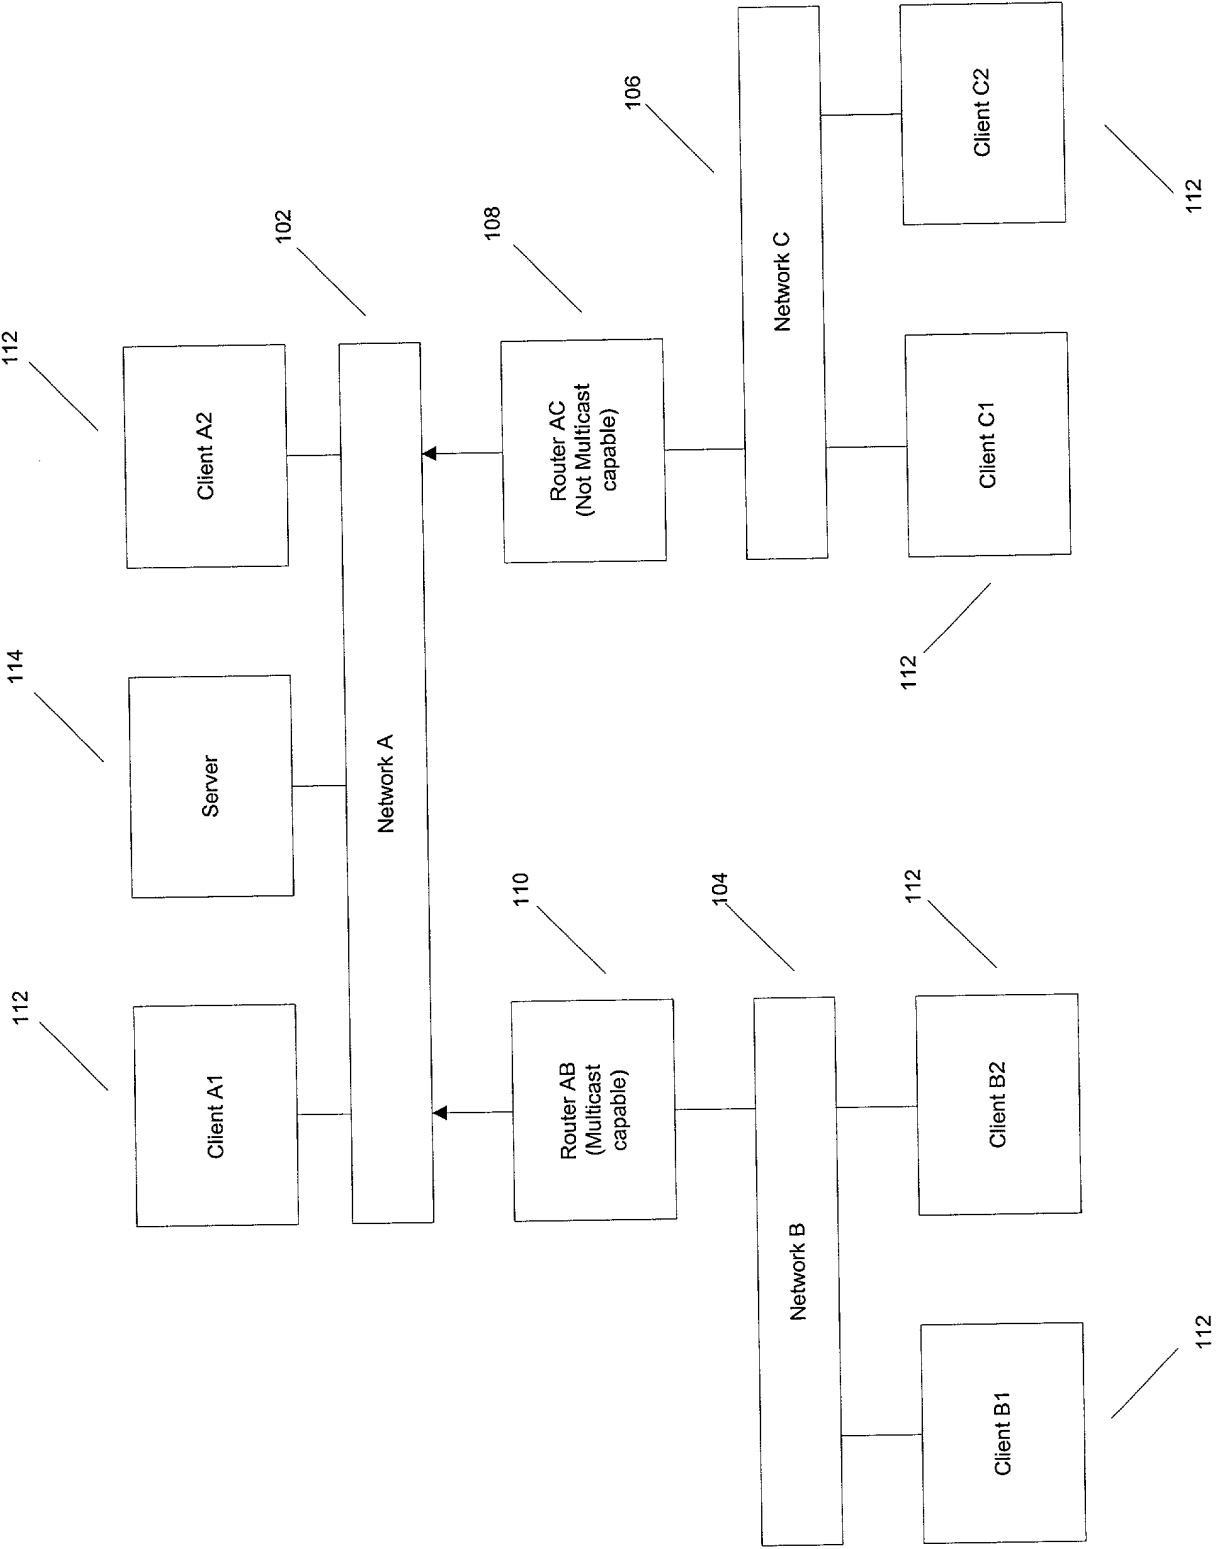 112
Client A1
114
Server
112
Client A2
102
Network A
110
Router AB
(Multicast
capable)
108
Router AC
(Not Multicast
capable)
104
Network B
106
Network C
Client B1
112
112
Client B2
112
Client C1
Client C2
112